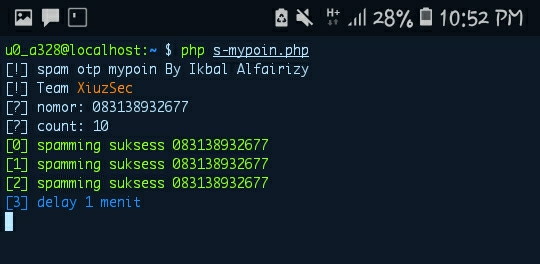 H+ 28% 10:52 PM
u0_a328@localhost:~ $ php s-mypoin.php
[!] spam otp mypoin By Ikbal Alfairizy
[!] Team XiuzSec
[?] nomor: 083138932677
[?] count: 10
[0] spamming suksess 083138932677
[1] spamming suksess 083138932677
[2] spamming suksess 083138932677
[3] delay 1 menit